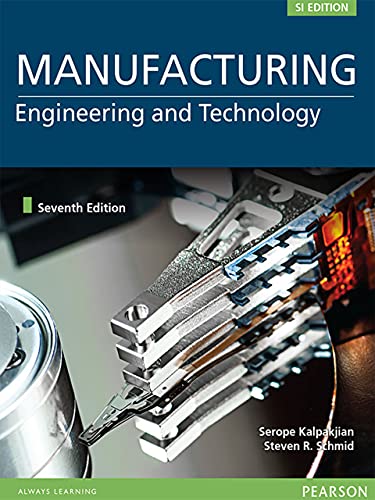 SI EDITION
MANUFACTURING
Engineering and Technology
Seventh Edition
Serope Kalpakjian
Steven R. Schmid
ALWAYS LEARNING
PEARSON